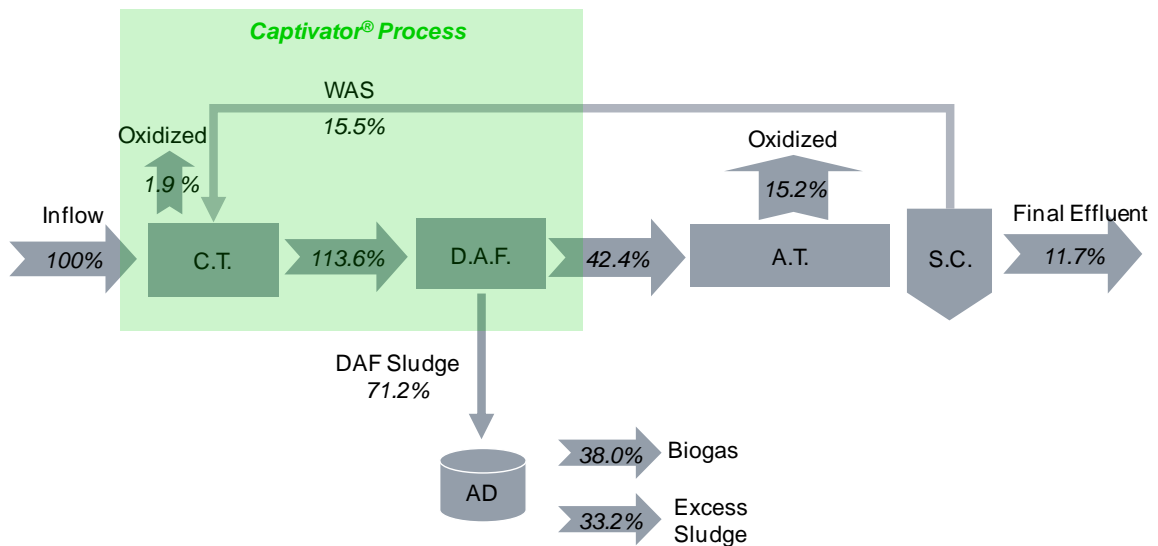 Captivator® Process
WAS
15.5%
Oxidized
1.9 %
Oxidized
15.2%
Inflow
100%
C.T.
113.6%
D.A.F.
42.4%
A.T.
S.C.
Final Effluent
11.7%
DAF Sludge
71.2%
AD
38.0%
Biogas
33.2%
Excess
Sludge